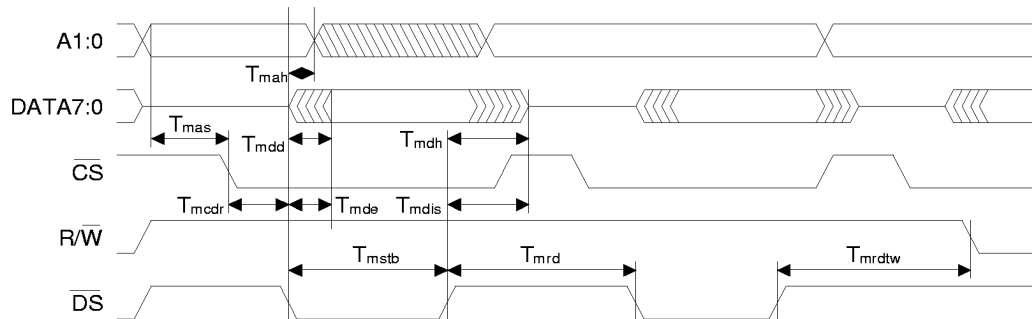 A1:0
Tmah
DATA7:0
Tmas
Tmdd
Tmdh
CS
Tmcdr
Tmde
Tmdis
R/W
Tmstb
Tmrd
Tmrdtw
DS